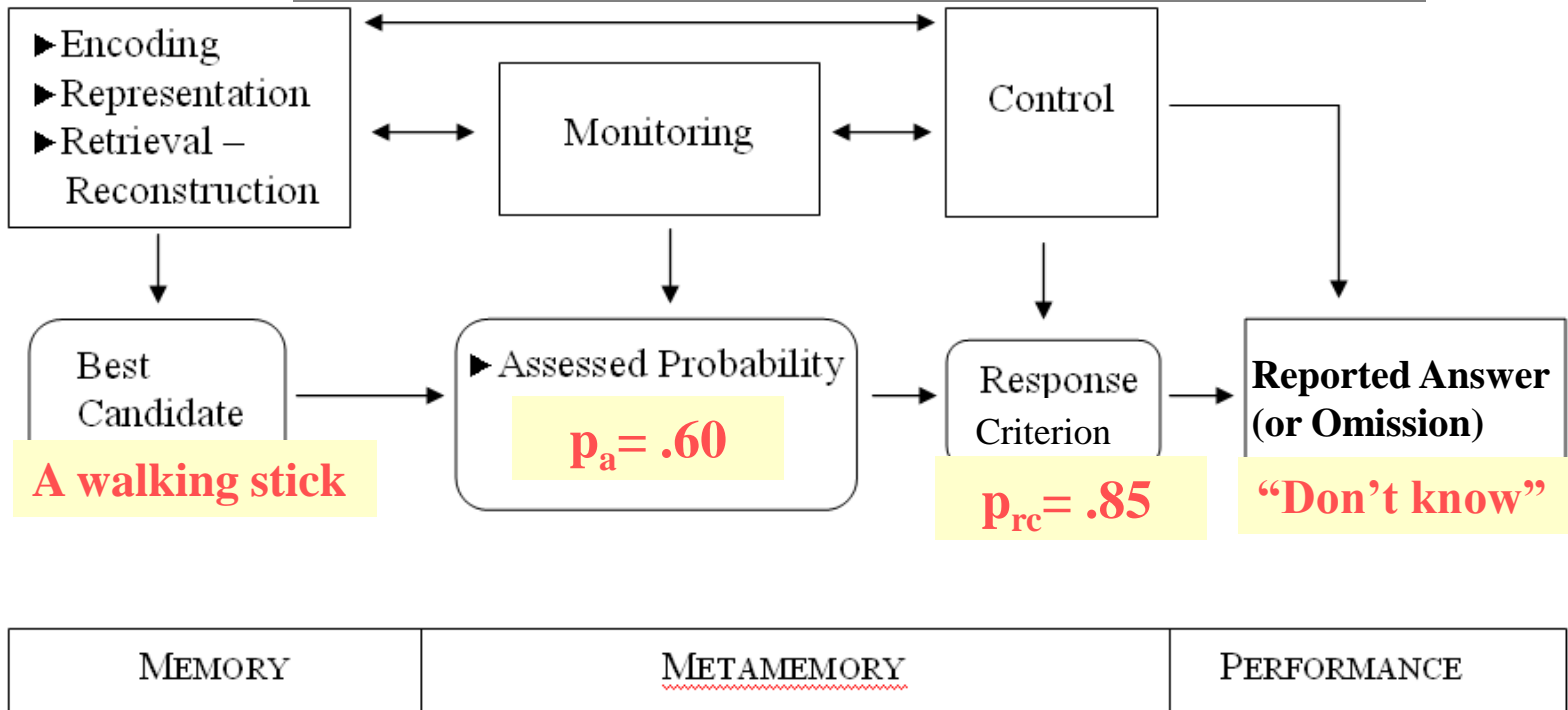 ►Encoding
►Representation
►Retrieval –
Reconstruction
Monitoring
Control
Best
Candidate
A walking stick
►Assessed Probability
pa= .60
Response
Criterion
prc= .85
Reported Answer
(or Omission)
“Don’t know”
MEMORY
METAMEMORY
PERFORMANCE